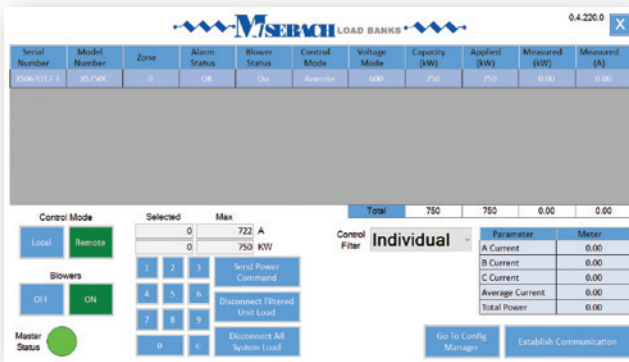 0.4.220.0
X
M7SEBACH LOAD BANKS
Serial Number Model Number Zone Alarm Status Blower Status Control Mode Voltage Mode Capacity (kW) Applied (kW) Measured (kW) Measured (A)
X5750C 0 OK On Remote 600 750 750 0.00 0.00
Total 750 750 0.00 0.00
Control Mode
Local Remote
Blowers
OFF ON
Master Status
Selected Max
0 722 A
0 750 KW
1 2 3
4 5 6
7 8 9
0 <-
Send Power Command
Disconnect Filtered Unit Load
Disconnect All System Load
Control Filter Individual
Parameter Meter
A Current 0.00
B Current 0.00
C Current 0.00
Average Current 0.00
Total Power 0.00
Go To Config Manager
Establish Communication